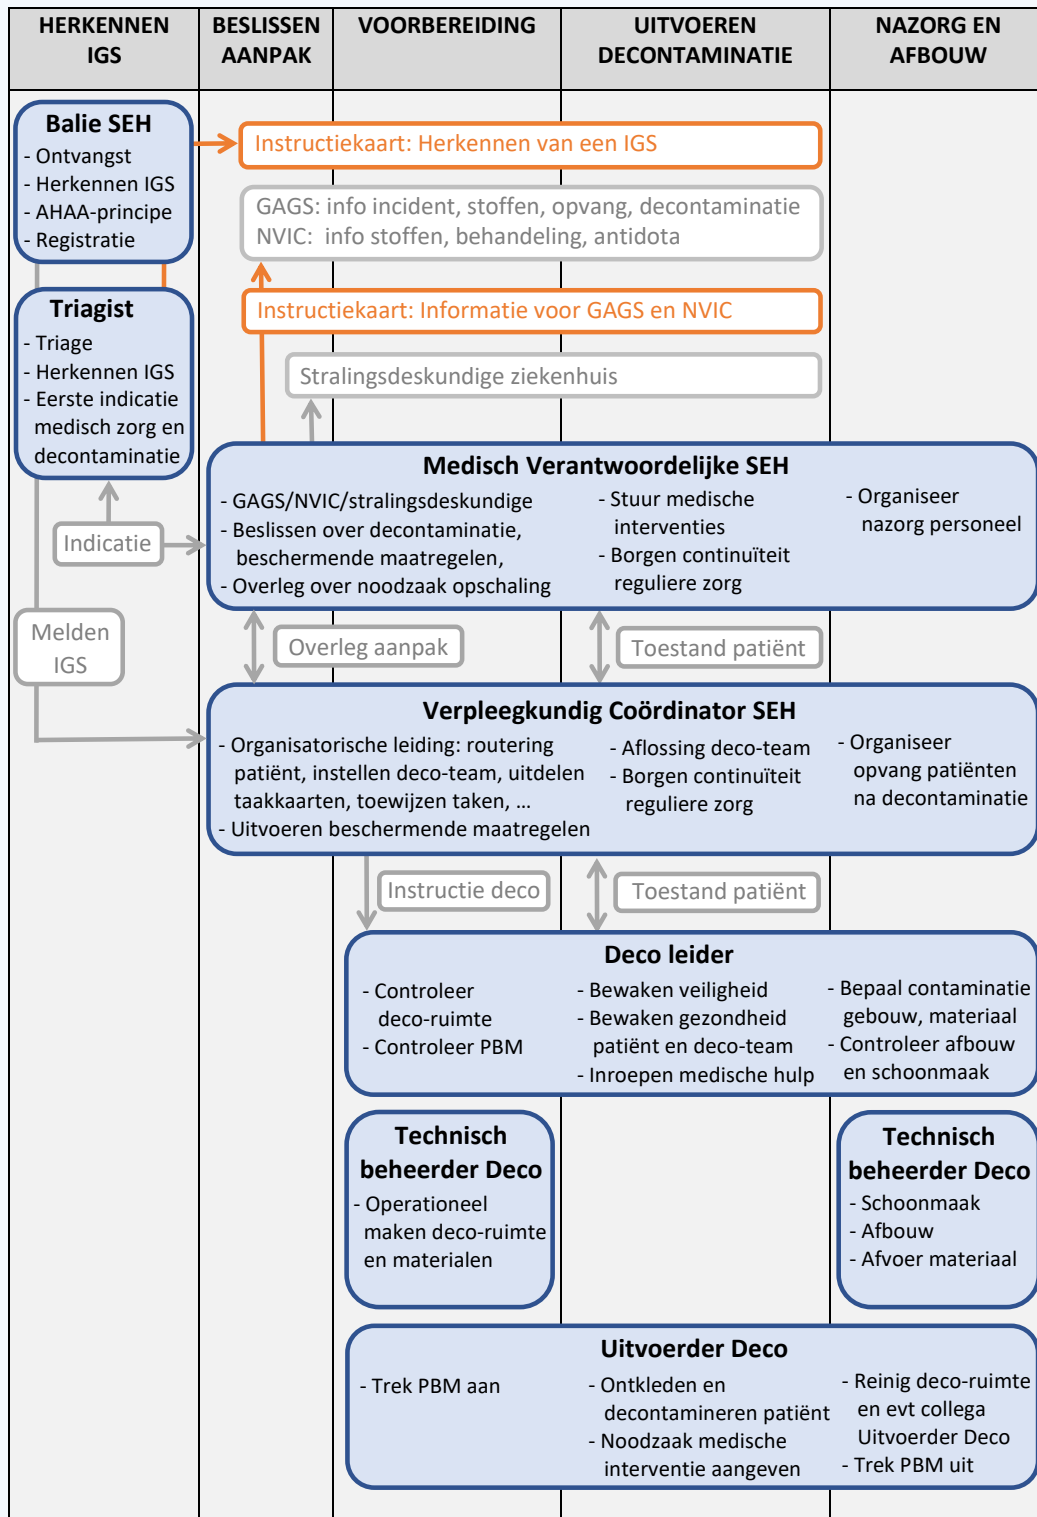 HERKENNEN
IGS
BESLISSEN
AANPAK
VOORBEREIDING
UITVOEREN
DECONTAMINATIE
NAZORG EN
AFBOUW
Balie SEH
- Ontvangst
- Herkennen IGS
- AHAA-principe
- Registratie
Instructiekaart: Herkennen van een IGS
GAGS: info incident, stoffen, opvang, decontaminatie
NVIC: info stoffen, behandeling, antidota
Triagist
- Triage
- Herkennen IGS
- Eerste indicatie
medisch zorg en
decontaminatie
Instructiekaart: Informatie voor GAGS en NVIC
Stralingsdeskundige ziekenhuis
Indicatie
Medisch Verantwoordelijke SEH
- GAGS/NVIC/stralingsdeskundige
- Beslissen over decontaminatie,
beschermende maatregelen,
- Overleg over noodzaak opschaling
- Stuur medische
interventies
- Borgen continuïteit
reguliere zorg
- Organiseer
nazorg personeel
Melden
IGS
Overleg aanpak
Toestand patiënt
Verpleegkundig Coördinator SEH
- Organisatorische leiding: routering
patiënt, instellen deco-team, uitdelen
taakkaarten, toewijzen taken, ...
- Uitvoeren beschermende maatregelen
- Aflossing deco-team
- Borgen continuïteit
reguliere zorg
- Organiseer
opvang patiënten
na decontaminatie
Instructie deco
Toestand patiënt
Deco leider
- Controleer
deco-ruimte
- Controleer PBM
- Bewaken veiligheid
- Bewaken gezondheid
patiënt en deco-team
- Inroepen medische hulp
- Bepaal contaminatie
gebouw, materiaal
- Controleer afbouw
en schoonmaak
Technisch
beheerder Deco
- Operationeel
maken deco-ruimte
en materialen
Technisch
beheerder Deco
- Schoonmaak
- Afbouw
- Afvoer materiaal
Uitvoerder Deco
- Trek PBM aan
- Ontkleden en
decontamineren patiënt
- Noodzaak medische
interventie aangeven
- Reinig deco-ruimte
en evt collega
Uitvoerder Deco
- Trek PBM uit